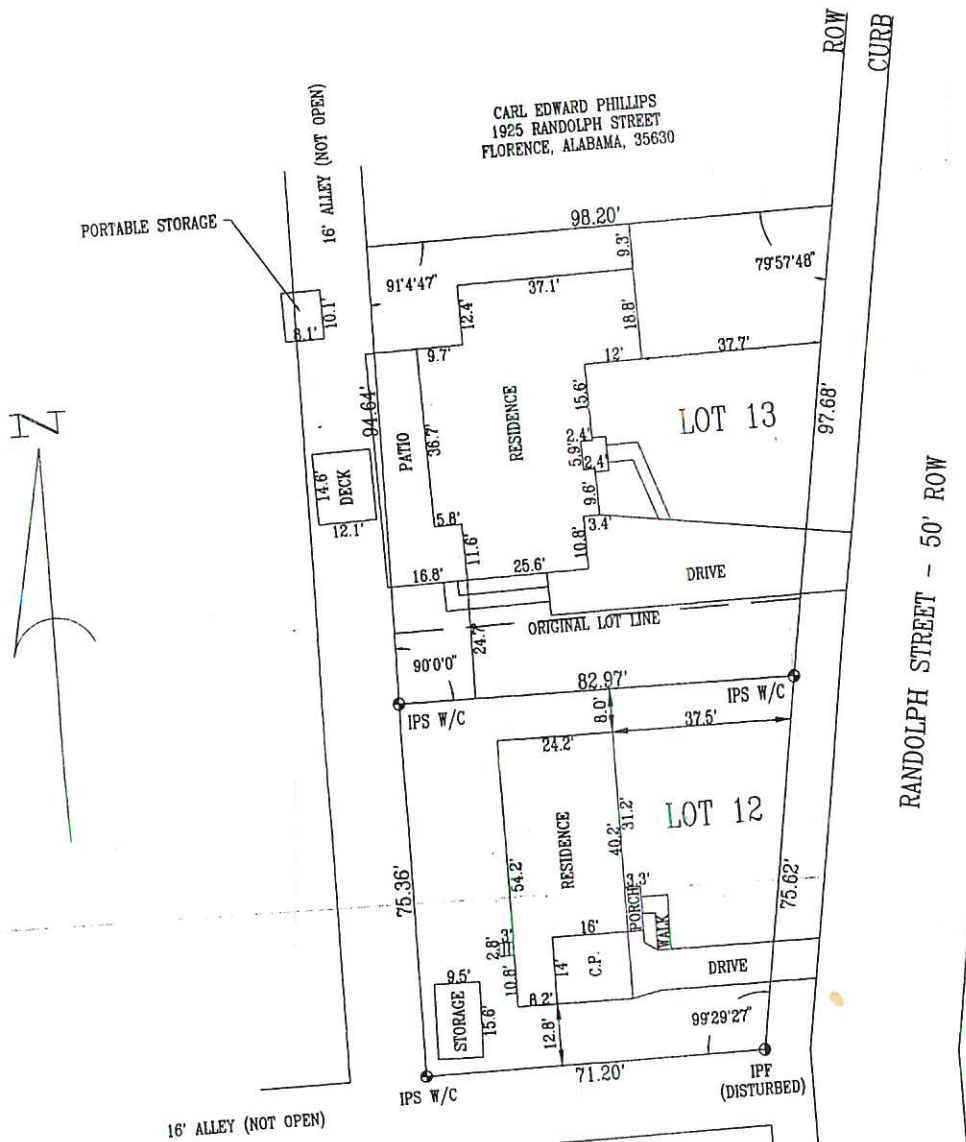 ROW
CURB
CARL EDWARD PHILLIPS
1925 RANDOLPH STREET
FLORENCE, ALABAMA, 35630
16' ALLEY (NOT OPEN)
PORTABLE STORAGE
98.20'
9.3'
91°4'47"
79°57'48"
37.1'
12.4'
18.8'
10.1'
8.1'
9.7'
12'
37.7'
94.64'
15.6'
97.68'
N
PATIO
36.7'
RESIDENCE
LOT 13
2.4'
5.9'
2.4'
14.6'
DECK
12.1'
9.6'
5.8'
3.4'
11.6'
10.8'
16.8'
25.6'
DRIVE
ORIGINAL LOT LINE
24.7'
90°0'0"
82.97'
IPS W/C
IPS W/C
8.0'
37.5'
24.2'
RANDOLPH STREET - 50' ROW
LOT 12
31.2'
40.2'
RESIDENCE
54.2'
75.36'
75.62'
3'
PORCH
WALK
16'
3'
2.8'
C.P.
14'
DRIVE
10.8'
9.5'
8.2'
STORAGE
15.6'
12.8'
99°29'27"
71.20'
IPS W/C
IPF
(DISTURBED)
16' ALLEY (NOT OPEN)